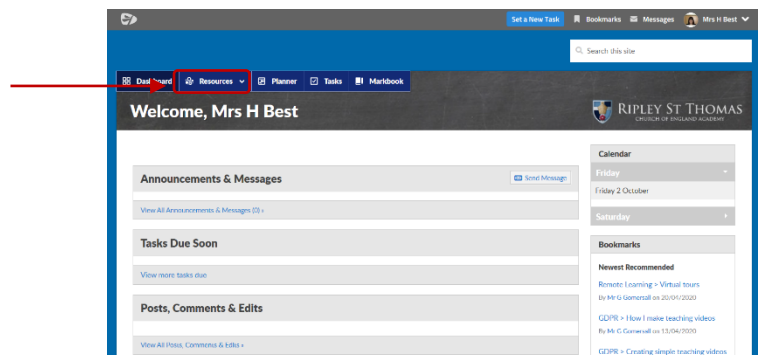 Set a New Task Bookmarks Messages Mrs H Best
Search this site
Dashboard Resources Planner Tasks Markbook
Welcome, Mrs H Best
RIPLEY ST THOMAS
CHURCH OF ENGLAND ACADEMY
Announcements & Messages
Send Message
View All Announcements & Messages (0) »
Tasks Due Soon
View more tasks due
Posts, Comments & Edits
View All Posts, Comments & Edits »
Calendar
Friday
Friday 2 October
Saturday
Bookmarks
Newest Recommended
Remote Learning > Virtual tours
By Mr G Gomersall on 20/04/2020
GDPR > How I make teaching videos
By Mr G Gomersall on 13/04/2020
GDPR > Creating simple teaching videos